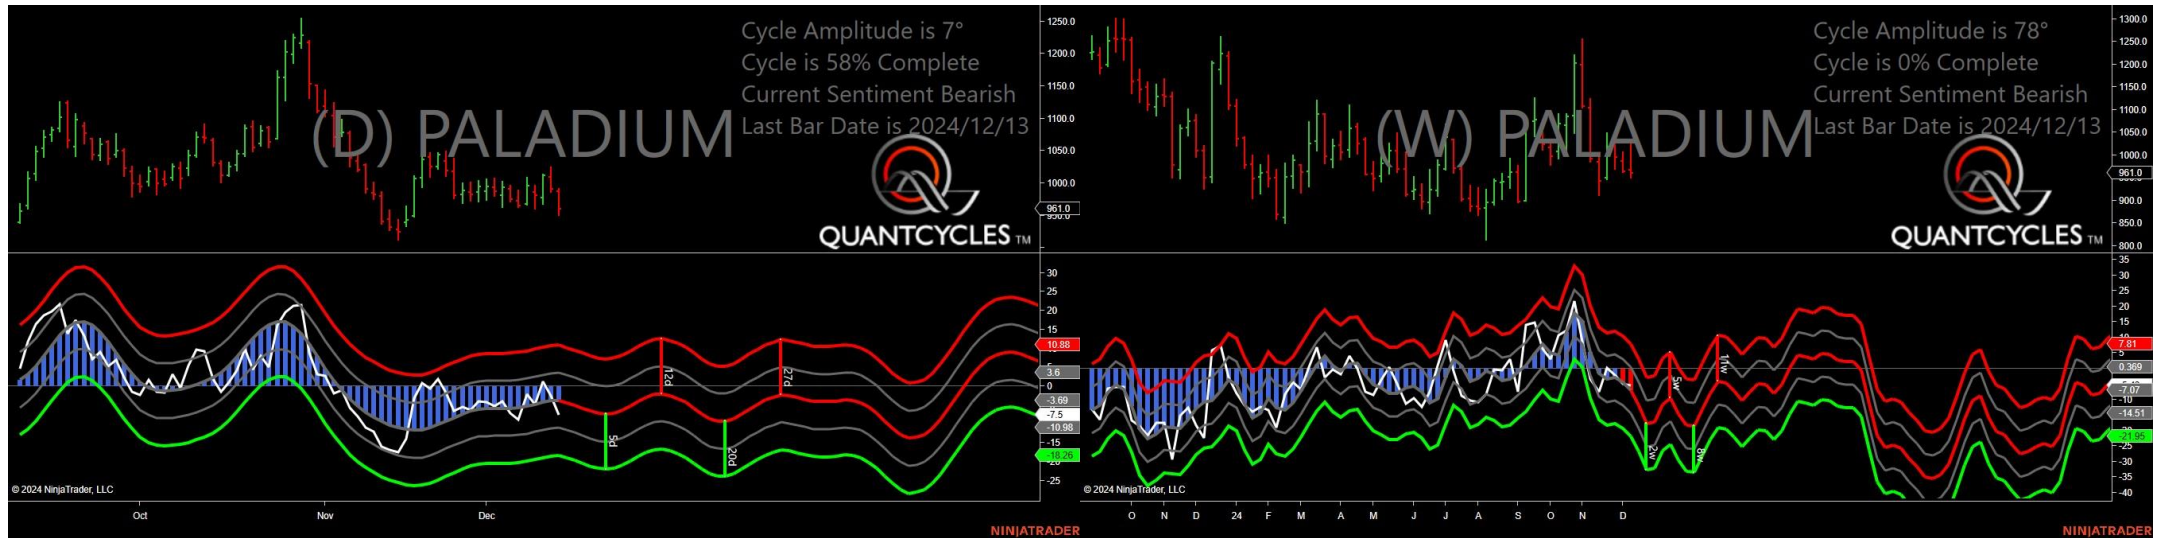 Cycle Amplitude is 7°
Cycle is 58% Complete
Current Sentiment Bearish
Last Bar Date is 2024/12/13
(D) PALADIUM
QUANTCYCLES TM
1250.0
1200.0
1150.0
1100.0
1050.0
1000.0
961.0
30
25
20
15
10.88
3.6
0
-3.69
-7.5
-10.98
-15
-18.26
-25
5d
12d
20d
27d
© 2024 NinjaTrader, LLC
Oct Nov Dec
NINJATRADER
Cycle Amplitude is 78°
Cycle is 0% Complete
Current Sentiment Bearish
Last Bar Date is 2024/12/13
(W) PALADIUM
QUANTCYCLES TM
1300.0
1250.0
1200.0
1150.0
1100.0
1050.0
1000.0
961.0
900.0
850.0
800.0
35
30
25
20
15
7.81
5
0.369
-7.07
-10
-14.51
-21.95
-25
-30
-35
-40
2w
5w
8w
11w
© 2024 NinjaTrader, LLC
O N D 24 F M A M J J A S O N D
NINJATRADER